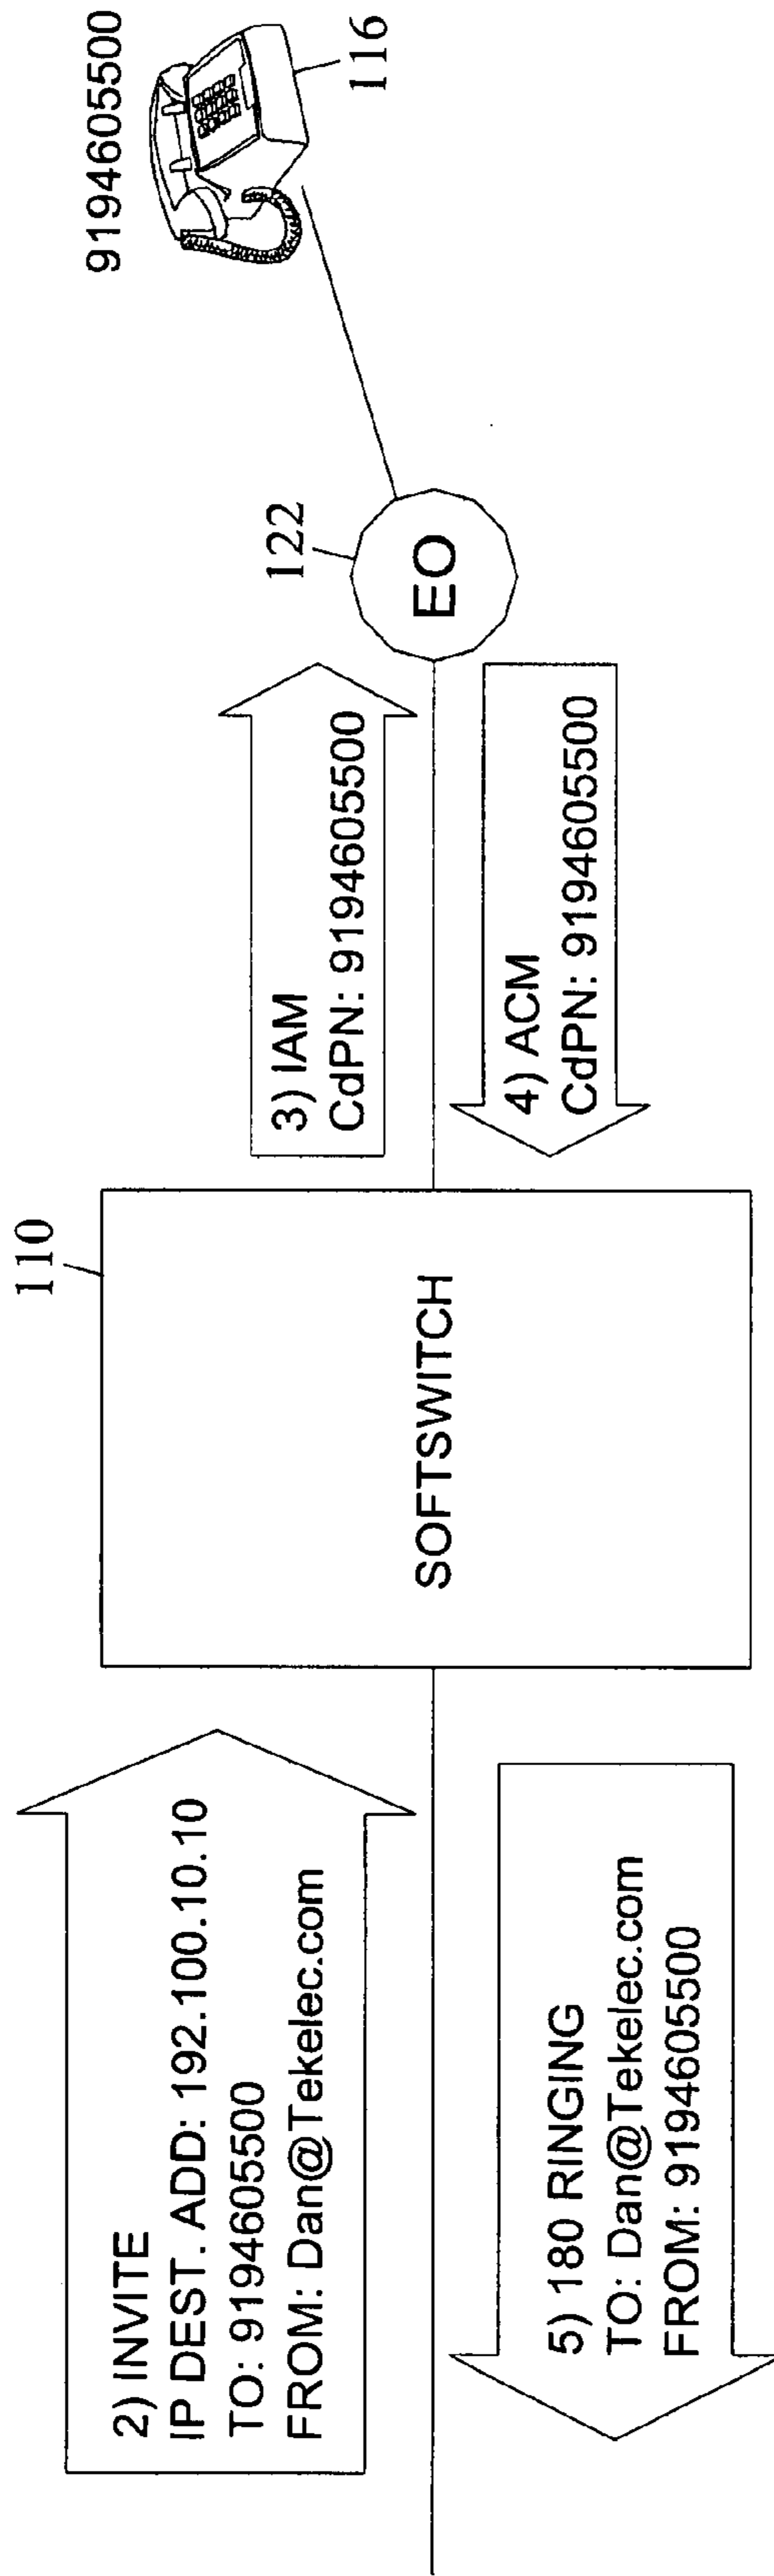 2) INVITE
IP DEST. ADD: 192.100.10.10
TO: 9194605500
FROM: Dan@Tekelec.com
5) 180 RINGING
TO: Dan@Tekelec.com
FROM: 9194605500
110
SOFTSWITCH
3) IAM
CdPN: 9194605500
4) ACM
CdPN: 9194605500
122
EO
9194605500
116